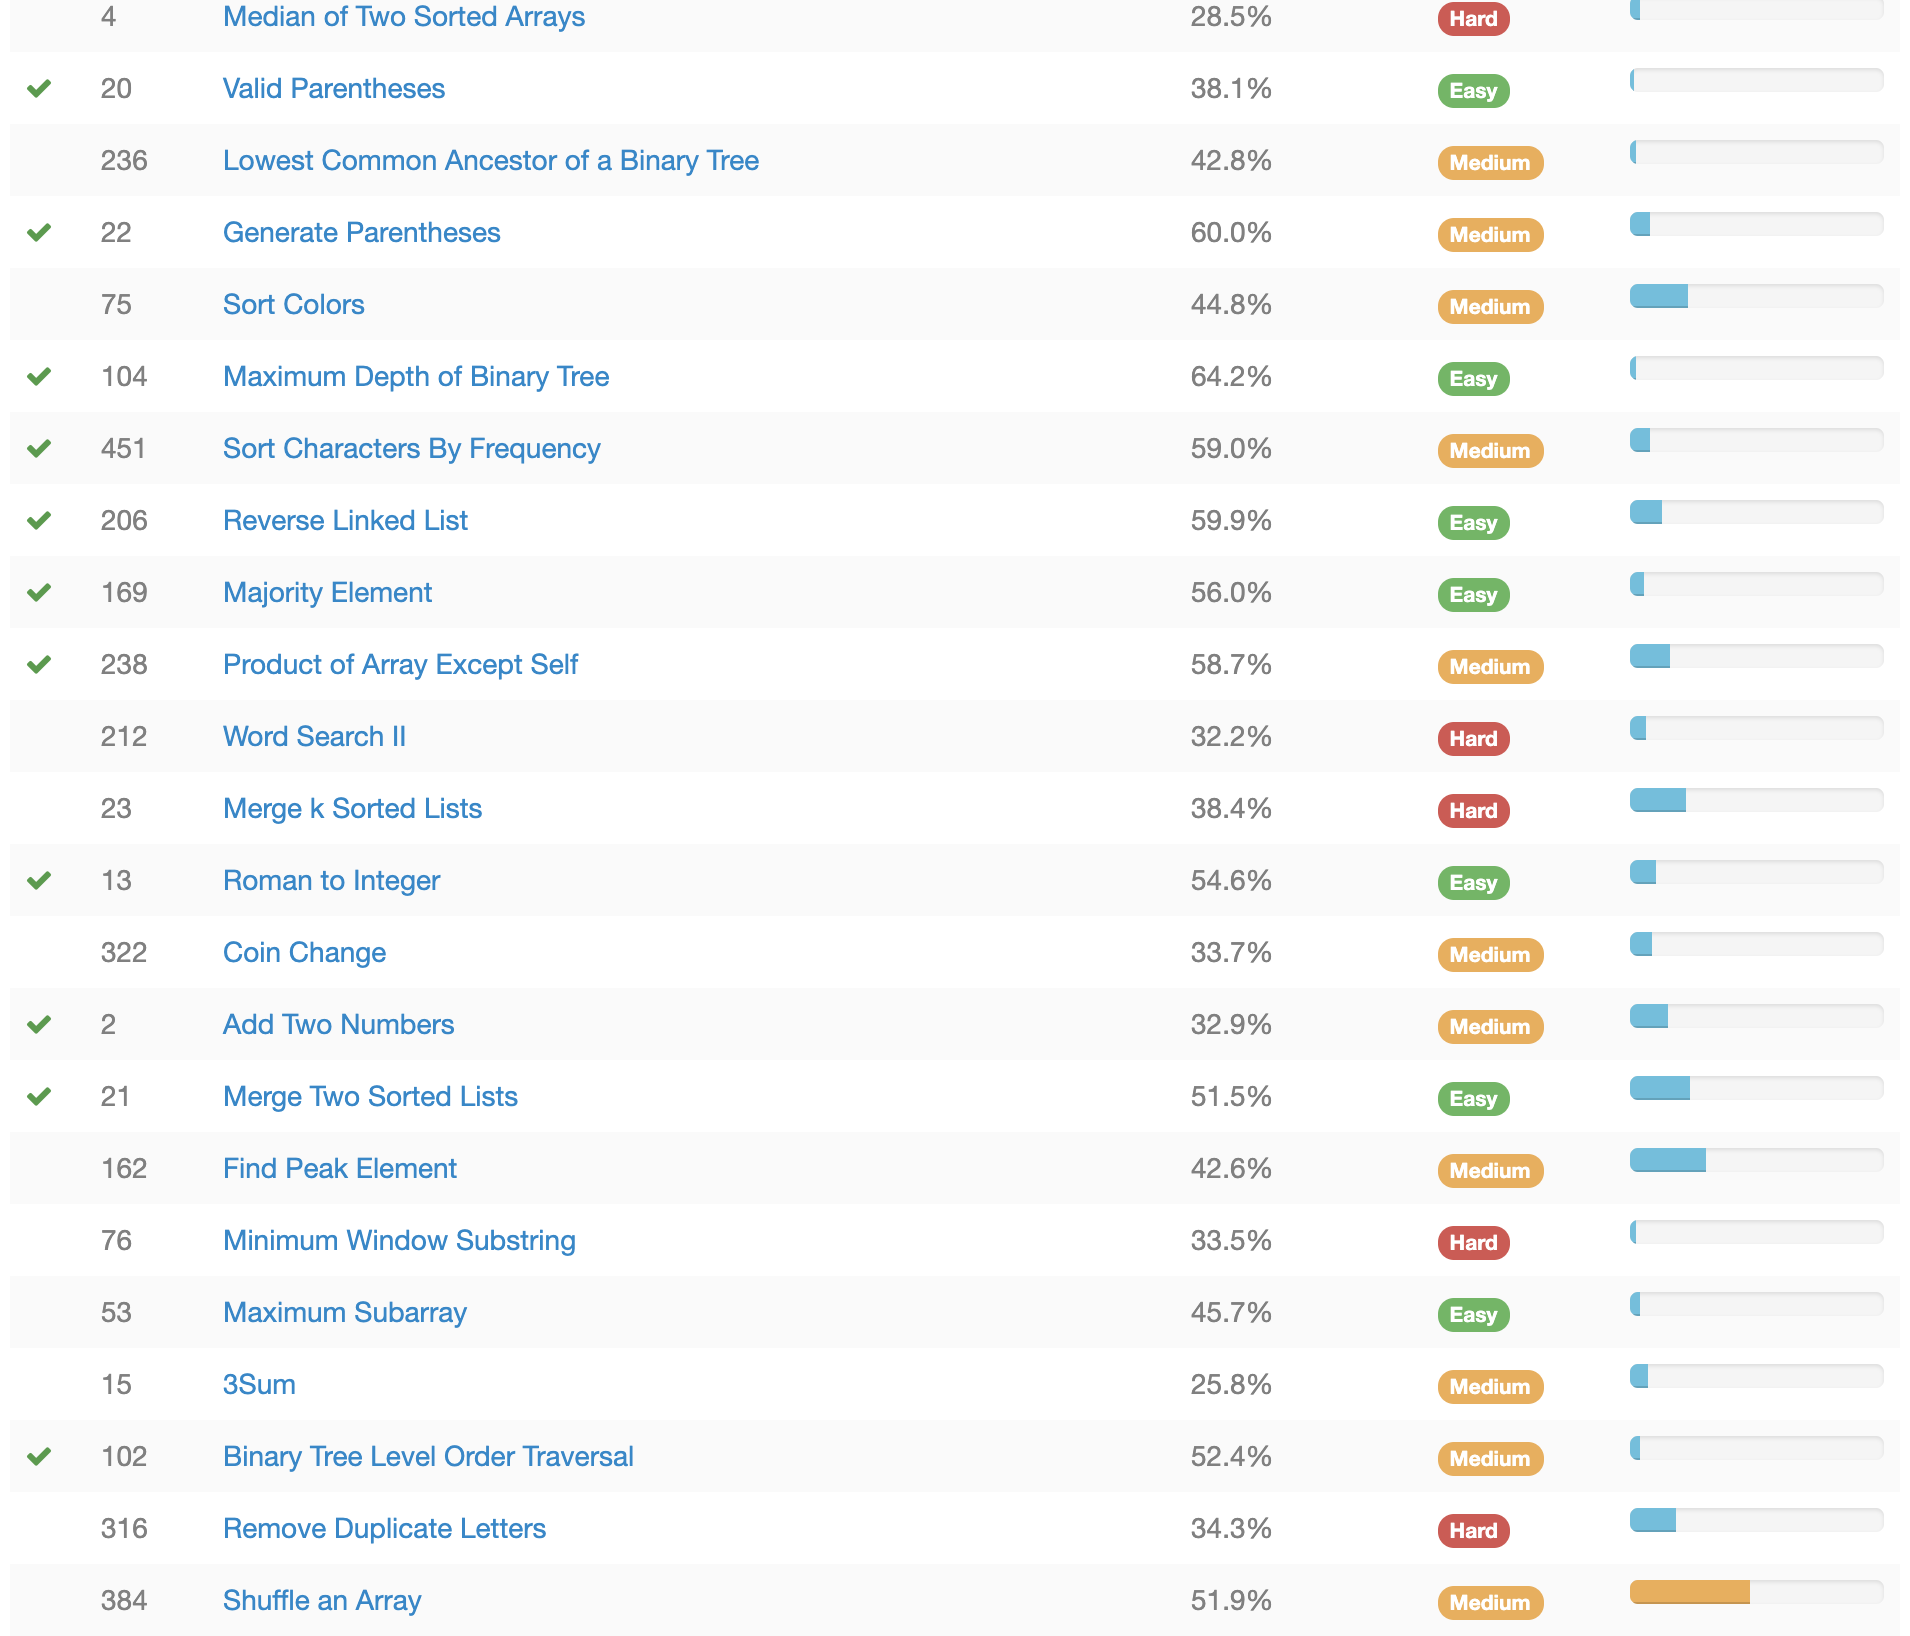 4 Median of Two Sorted Arrays 28.5% Hard
20 Valid Parentheses 38.1% Easy
236 Lowest Common Ancestor of a Binary Tree 42.8% Medium
22 Generate Parentheses 60.0% Medium
75 Sort Colors 44.8% Medium
104 Maximum Depth of Binary Tree 64.2% Easy
451 Sort Characters By Frequency 59.0% Medium
206 Reverse Linked List 59.9% Easy
169 Majority Element 56.0% Easy
238 Product of Array Except Self 58.7% Medium
212 Word Search II 32.2% Hard
23 Merge k Sorted Lists 38.4% Hard
13 Roman to Integer 54.6% Easy
322 Coin Change 33.7% Medium
2 Add Two Numbers 32.9% Medium
21 Merge Two Sorted Lists 51.5% Easy
162 Find Peak Element 42.6% Medium
76 Minimum Window Substring 33.5% Hard
53 Maximum Subarray 45.7% Easy
15 3Sum 25.8% Medium
102 Binary Tree Level Order Traversal 52.4% Medium
316 Remove Duplicate Letters 34.3% Hard
384 Shuffle an Array 51.9% Medium